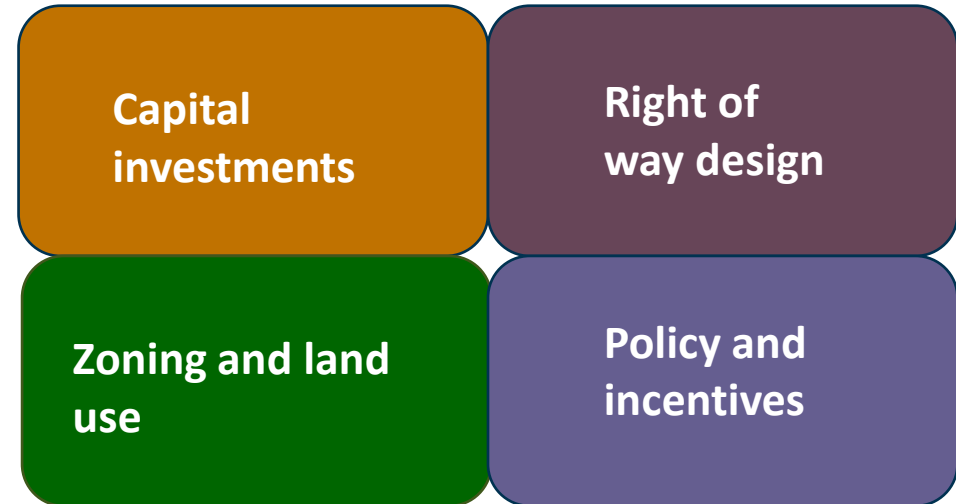 Capital
investments
Right of
way design
Zoning and land
use
Policy and
incentives